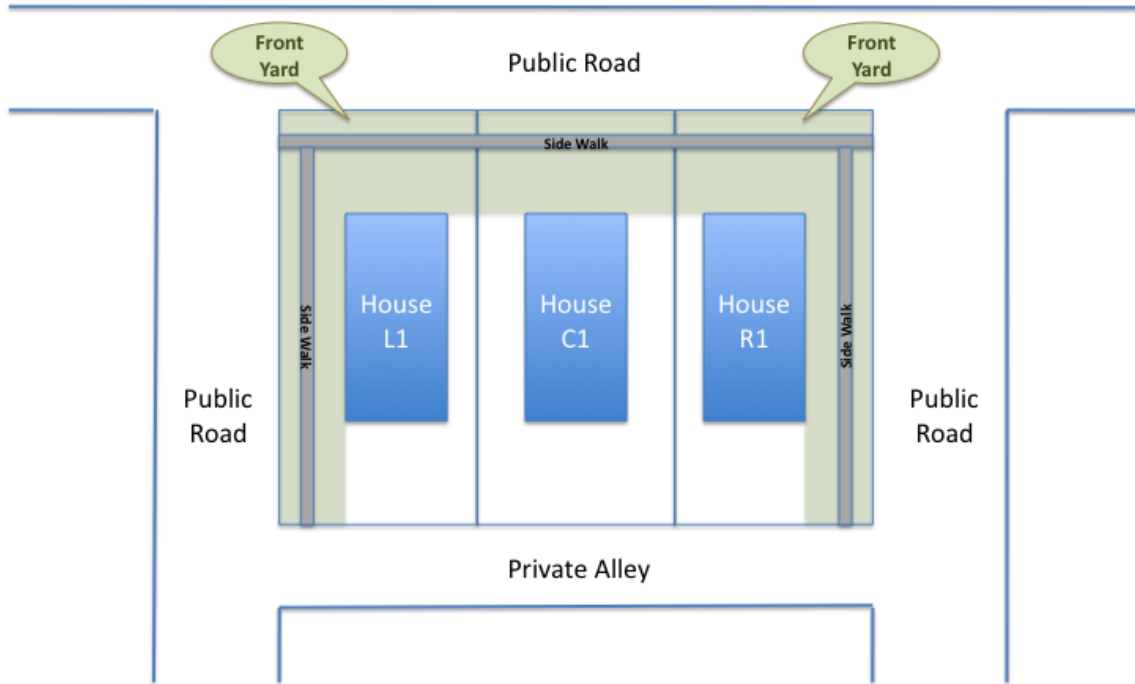 Front
Yard
Public Road
Front
Yard
Side Walk
House
L1
House
C1
House
R1
Side Walk
Side Walk
Public
Road
Public
Road
Private Alley